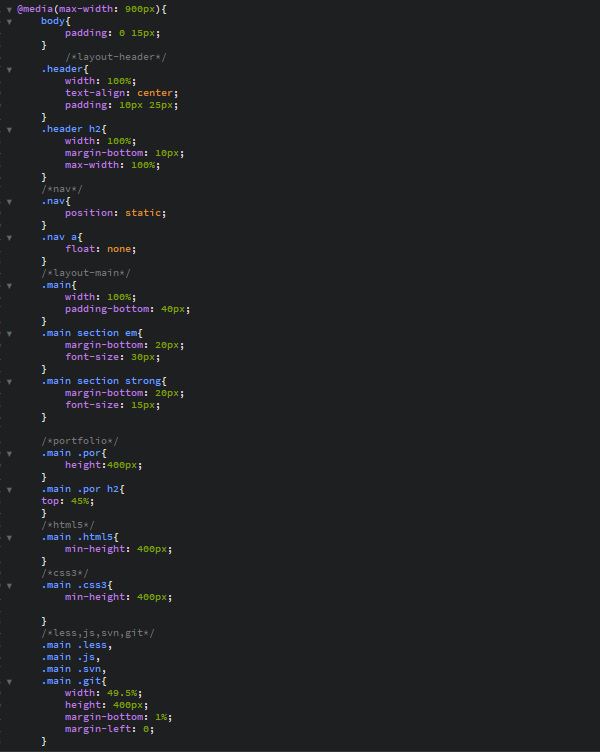 @media(max-width: 900px){
body{
padding: 0 15px;
}
/*layout-header*/
.header{
width: 100%;
text-align: center;
padding: 10px 25px;
}
.header h2{
width: 100%;
margin-bottom: 10px;
max-width: 100%;
}
/*nav*/
.nav{
position: static;
}
.nav a{
float: none;
}
/*layout-main*/
.main{
width: 100%;
padding-bottom: 40px;
}
.main section em{
margin-bottom: 20px;
font-size: 30px;
}
.main section strong{
margin-bottom: 20px;
font-size: 15px;
}
/*portfolio*/
.main .por{
height:400px;
}
.main .por h2{
top: 45%;
}
/*html5*/
.main .html5{
min-height: 400px;
}
/*css3*/
.main .css3{
min-height: 400px;
}
/*less,js,svn,git*/
.main .less,
.main .js,
.main .svn,
.main .git{
width: 49.5%;
height: 400px;
margin-bottom: 1%;
margin-left: 0;
}